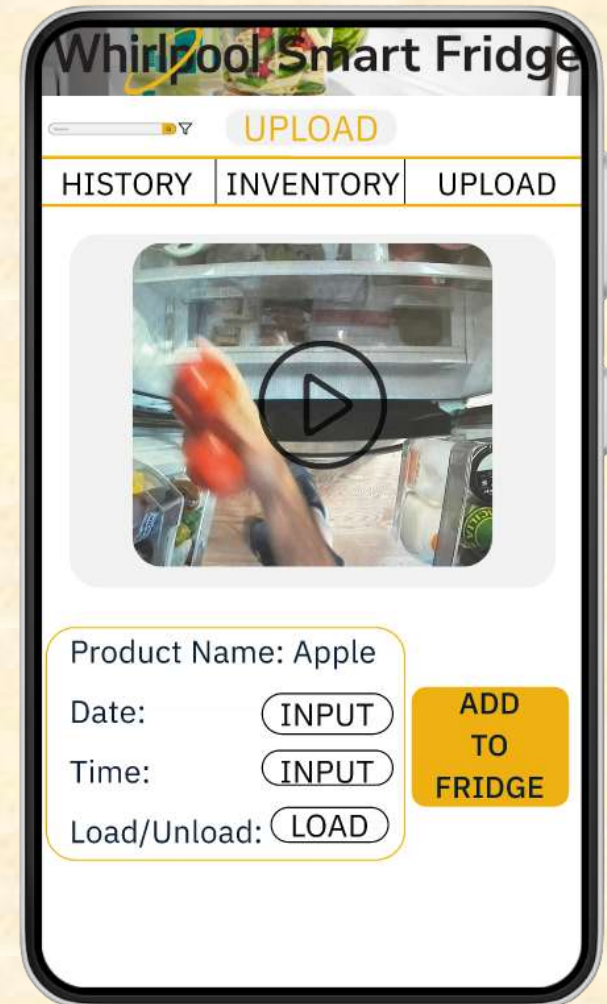 Whirlpool Smart Fridge
UPLOAD
HISTORY INVENTORY UPLOAD
Product Name: Apple
Date: INPUT
Time: INPUT
Load/Unload: LOAD
ADD
TO
FRIDGE